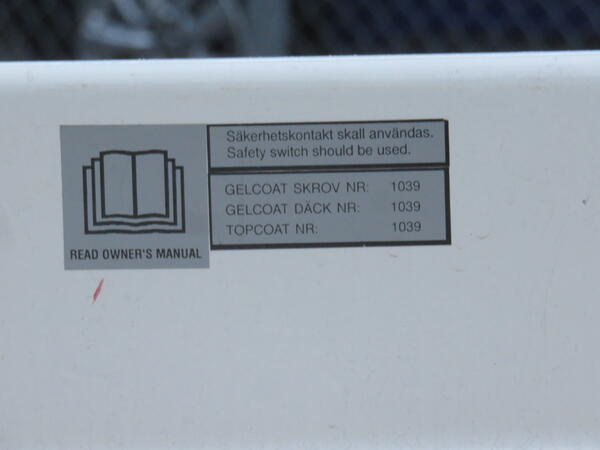 Säkerhetskontakt skall användas.
Safety switch should be used.
GELCOAT SKROV NR: 1039
GELCOAT DÄCK NR: 1039
TOPCOAT NR: 1039
READ OWNER'S MANUAL